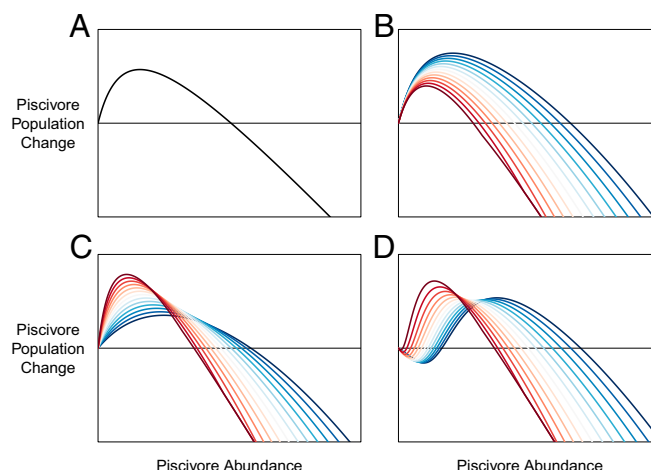 A
B
Piscivore
Population
Change
C
D
Piscivore
Population
Change
Piscivore Abundance
Piscivore Abundance